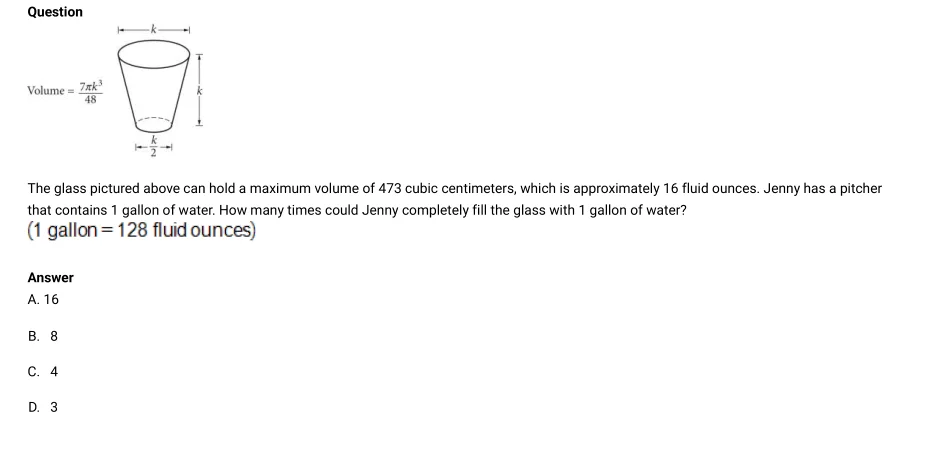 Question
k
Volume = 7πk³/48
k
k/2
The glass pictured above can hold a maximum volume of 473 cubic centimeters, which is approximately 16 fluid ounces. Jenny has a pitcher
that contains 1 gallon of water. How many times could Jenny completely fill the glass with 1 gallon of water?
(1 gallon = 128 fluid ounces)
Answer
A. 16
B. 8
C. 4
D. 3